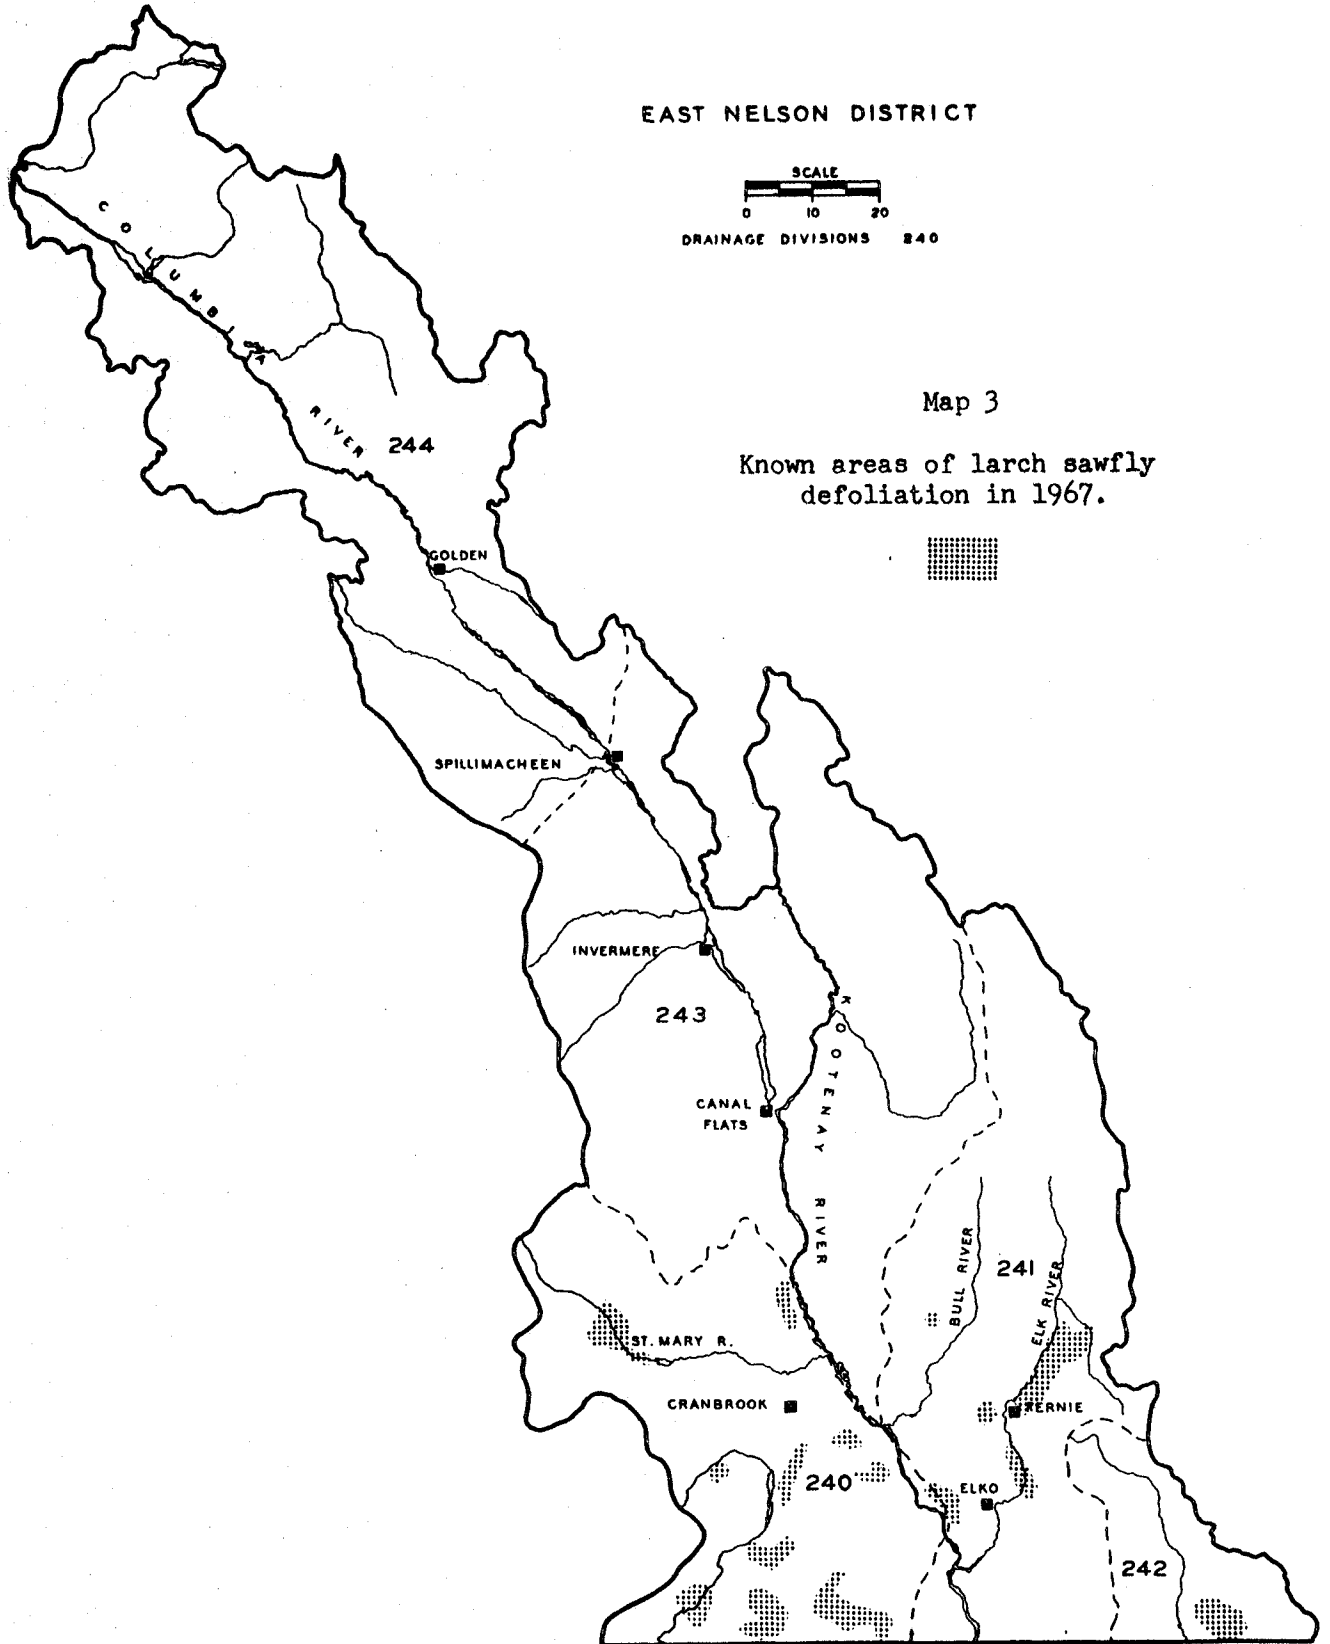 EAST NELSON DISTRICT
SCALE
0 10 20
DRAINAGE DIVISIONS 240
Map 3
Known areas of larch sawfly
defoliation in 1967.
COLUMBIA
RIVER
244
GOLDEN
SPILLIMACHEEN
INVERMERE
243
KOOTENAY RIVER
CANAL
FLATS
BULL RIVER
241
ELK RIVER
ST. MARY R.
CRANBROOK
FERNIE
240
ELKO
242